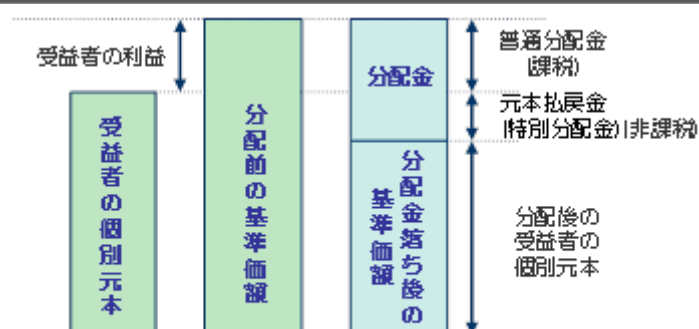 受益者の利益
受益者の個別元本
分配前の基準価額
分配金
分配金落ち後の
基準価額
普通分配金
(課税)
元本払戻金
(特別分配金)(非課税)
分配後の
受益者の
個別元本